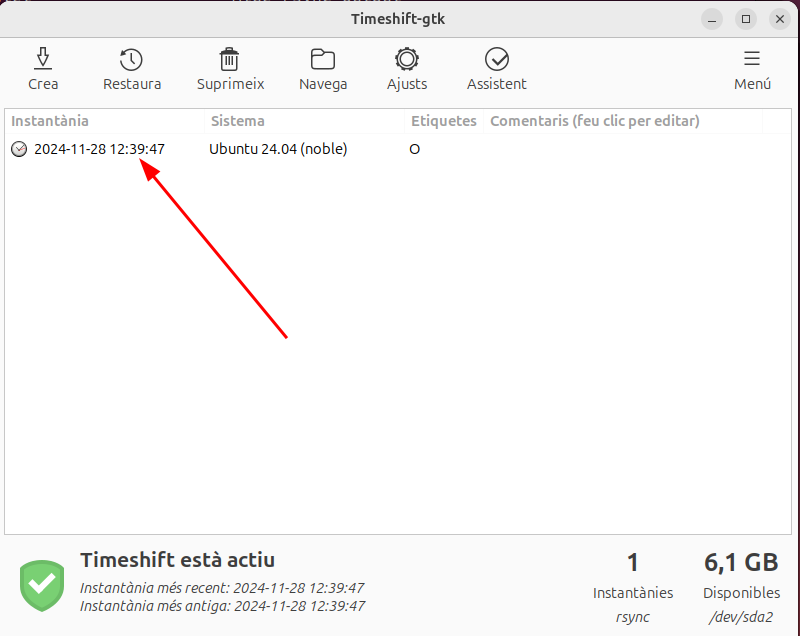 Timeshift-gtk
Crea Restaura Suprimeix Navega Ajusts Assistent Menú
Instantània Sistema Etiquetes Comentaris (feu clic per editar)
2024-11-28 12:39:47 Ubuntu 24.04 (noble) O
Timeshift està actiu
Instantània més recent: 2024-11-28 12:39:47
Instantània més antiga: 2024-11-28 12:39:47
1
Instantànies
rsync
6,1 GB
Disponibles
/dev/sda2